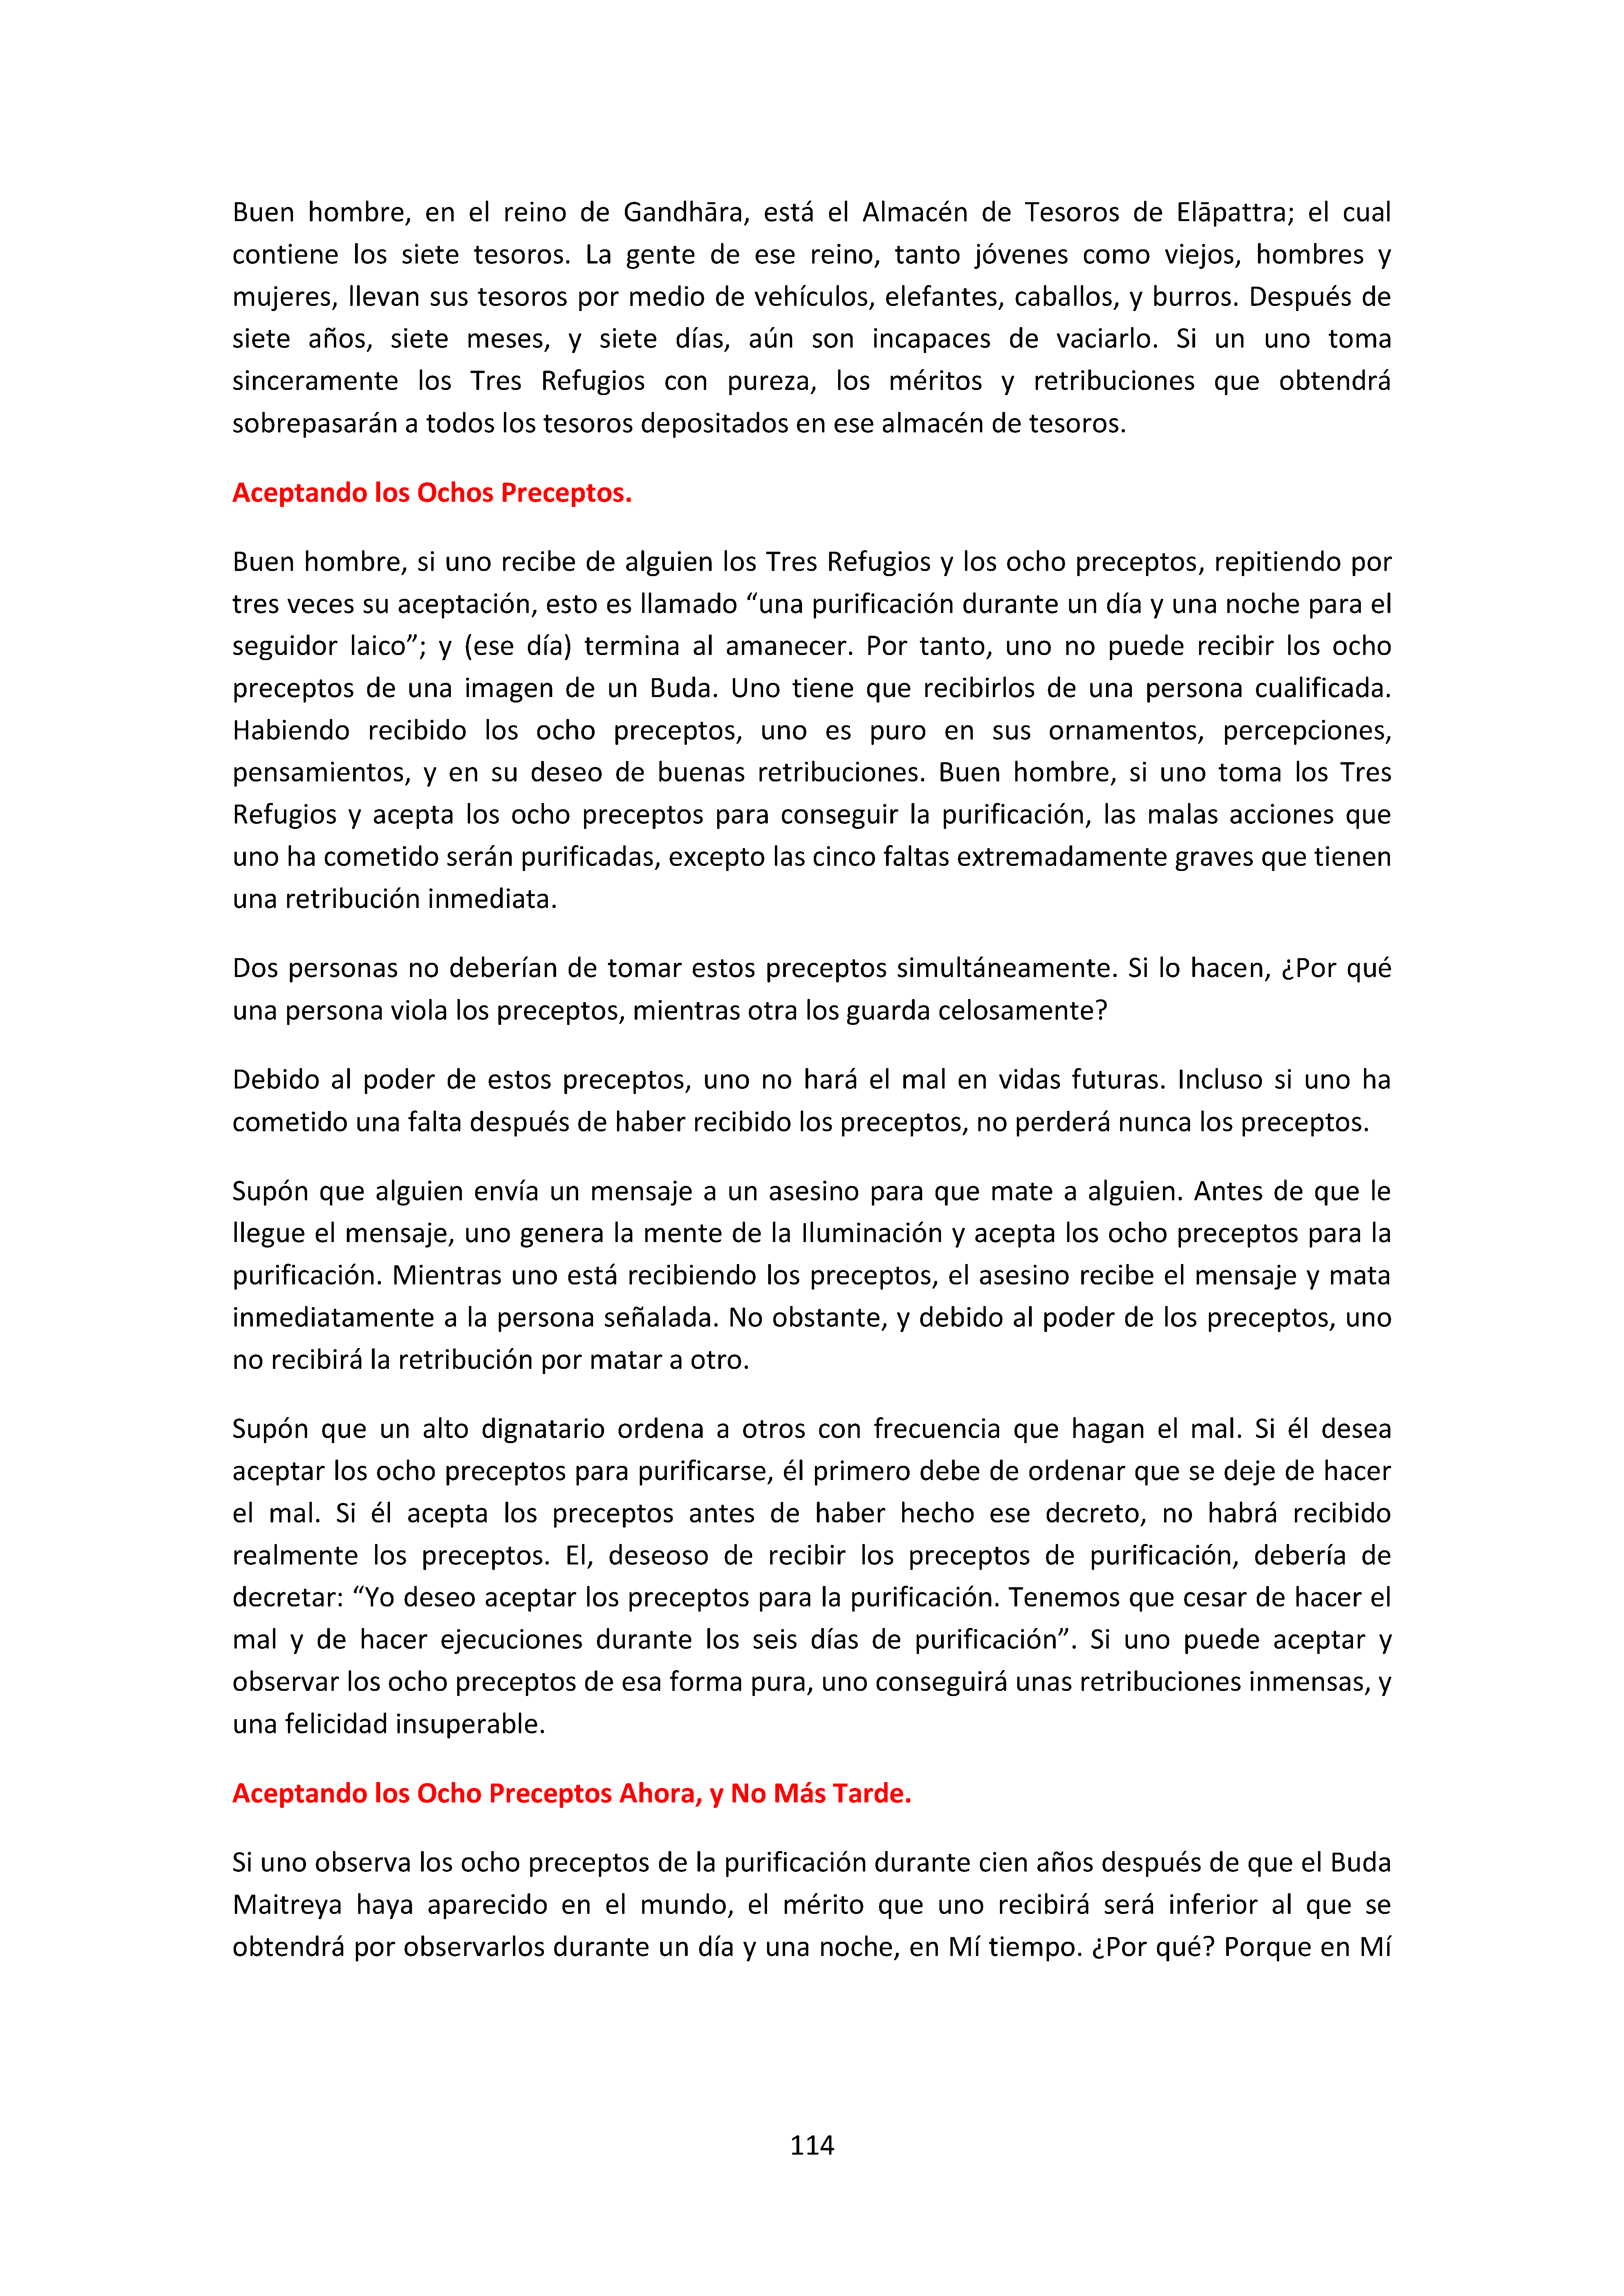 Buen hombre, en el reino de Gandhāra, está el Almacén de Tesoros de Elāpattra; el cual
contiene los siete tesoros. La gente de ese reino, tanto jóvenes como viejos, hombres y
mujeres, llevan sus tesoros por medio de vehículos, elefantes, caballos, y burros. Después de
siete años, siete meses, y siete días, aún son incapaces de vaciarlo. Si un uno toma
sinceramente los Tres Refugios con pureza, los méritos y retribuciones que obtendrá
sobrepasarán a todos los tesoros depositados en ese almacén de tesoros.
Aceptando los Ochos Preceptos.
Buen hombre, si uno recibe de alguien los Tres Refugios y los ocho preceptos, repitiendo por
tres veces su aceptación, esto es llamado “una purificación durante un día y una noche para el
seguidor laico”; y (ese día) termina al amanecer. Por tanto, uno no puede recibir los ocho
preceptos de una imagen de un Buda. Uno tiene que recibirlos de una persona cualificada.
Habiendo recibido los ocho preceptos, uno es puro en sus ornamentos, percepciones,
pensamientos, y en su deseo de buenas retribuciones. Buen hombre, si uno toma los Tres
Refugios y acepta los ocho preceptos para conseguir la purificación, las malas acciones que
uno ha cometido serán purificadas, excepto las cinco faltas extremadamente graves que tienen
una retribución inmediata.
Dos personas no deberían de tomar estos preceptos simultáneamente. Si lo hacen, ¿Por qué
una persona viola los preceptos, mientras otra los guarda celosamente?
Debido al poder de estos preceptos, uno no hará el mal en vidas futuras. Incluso si uno ha
cometido una falta después de haber recibido los preceptos, no perderá nunca los preceptos.
Supón que alguien envía un mensaje a un asesino para que mate a alguien. Antes de que le
llegue el mensaje, uno genera la mente de la Iluminación y acepta los ocho preceptos para la
purificación. Mientras uno está recibiendo los preceptos, el asesino recibe el mensaje y mata
inmediatamente a la persona señalada. No obstante, y debido al poder de los preceptos, uno
no recibirá la retribución por matar a otro.
Supón que un alto dignatario ordena a otros con frecuencia que hagan el mal. Si él desea
aceptar los ocho preceptos para purificarse, él primero debe de ordenar que se deje de hacer
el mal. Si él acepta los preceptos antes de haber hecho ese decreto, no habrá recibido
realmente los preceptos. El, deseoso de recibir los preceptos de purificación, debería de
decretar: “Yo deseo aceptar los preceptos para la purificación. Tenemos que cesar de hacer el
mal y de hacer ejecuciones durante los seis días de purificación”. Si uno puede aceptar y
observar los ocho preceptos de esa forma pura, uno conseguirá unas retribuciones inmensas, y
una felicidad insuperable.
Aceptando los Ocho Preceptos Ahora, y No Más Tarde.
Si uno observa los ocho preceptos de la purificación durante cien años después de que el Buda
Maitreya haya aparecido en el mundo, el mérito que uno recibirá será inferior al que se
obtendrá por observarlos durante un día y una noche, en Mí tiempo. ¿Por qué? Porque en Mí
114